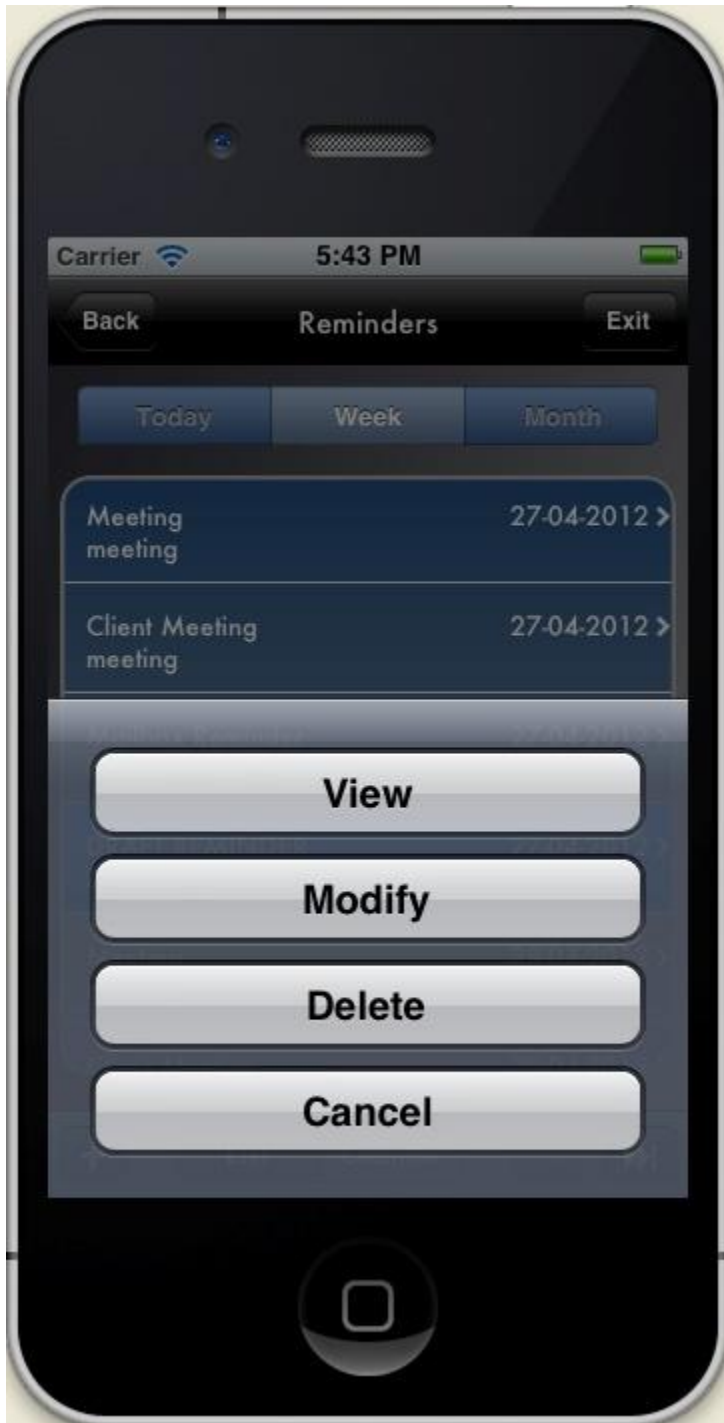 Carrier 5:43 PM
Back Reminders Exit
Today Week Month
Meeting 27-04-2012
meeting
Client Meeting 27-04-2012
meeting
View
Modify
Delete
Cancel